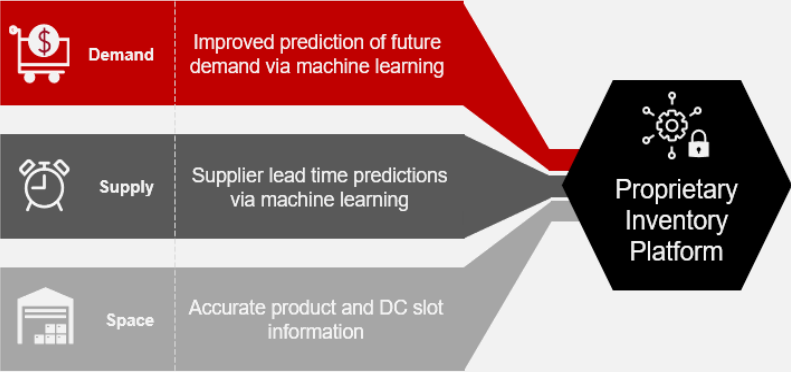 $
Demand
Improved prediction of future
demand via machine learning
Supply
Supplier lead time predictions
via machine learning
Space
Accurate product and DC slot
information
Proprietary
Inventory
Platform